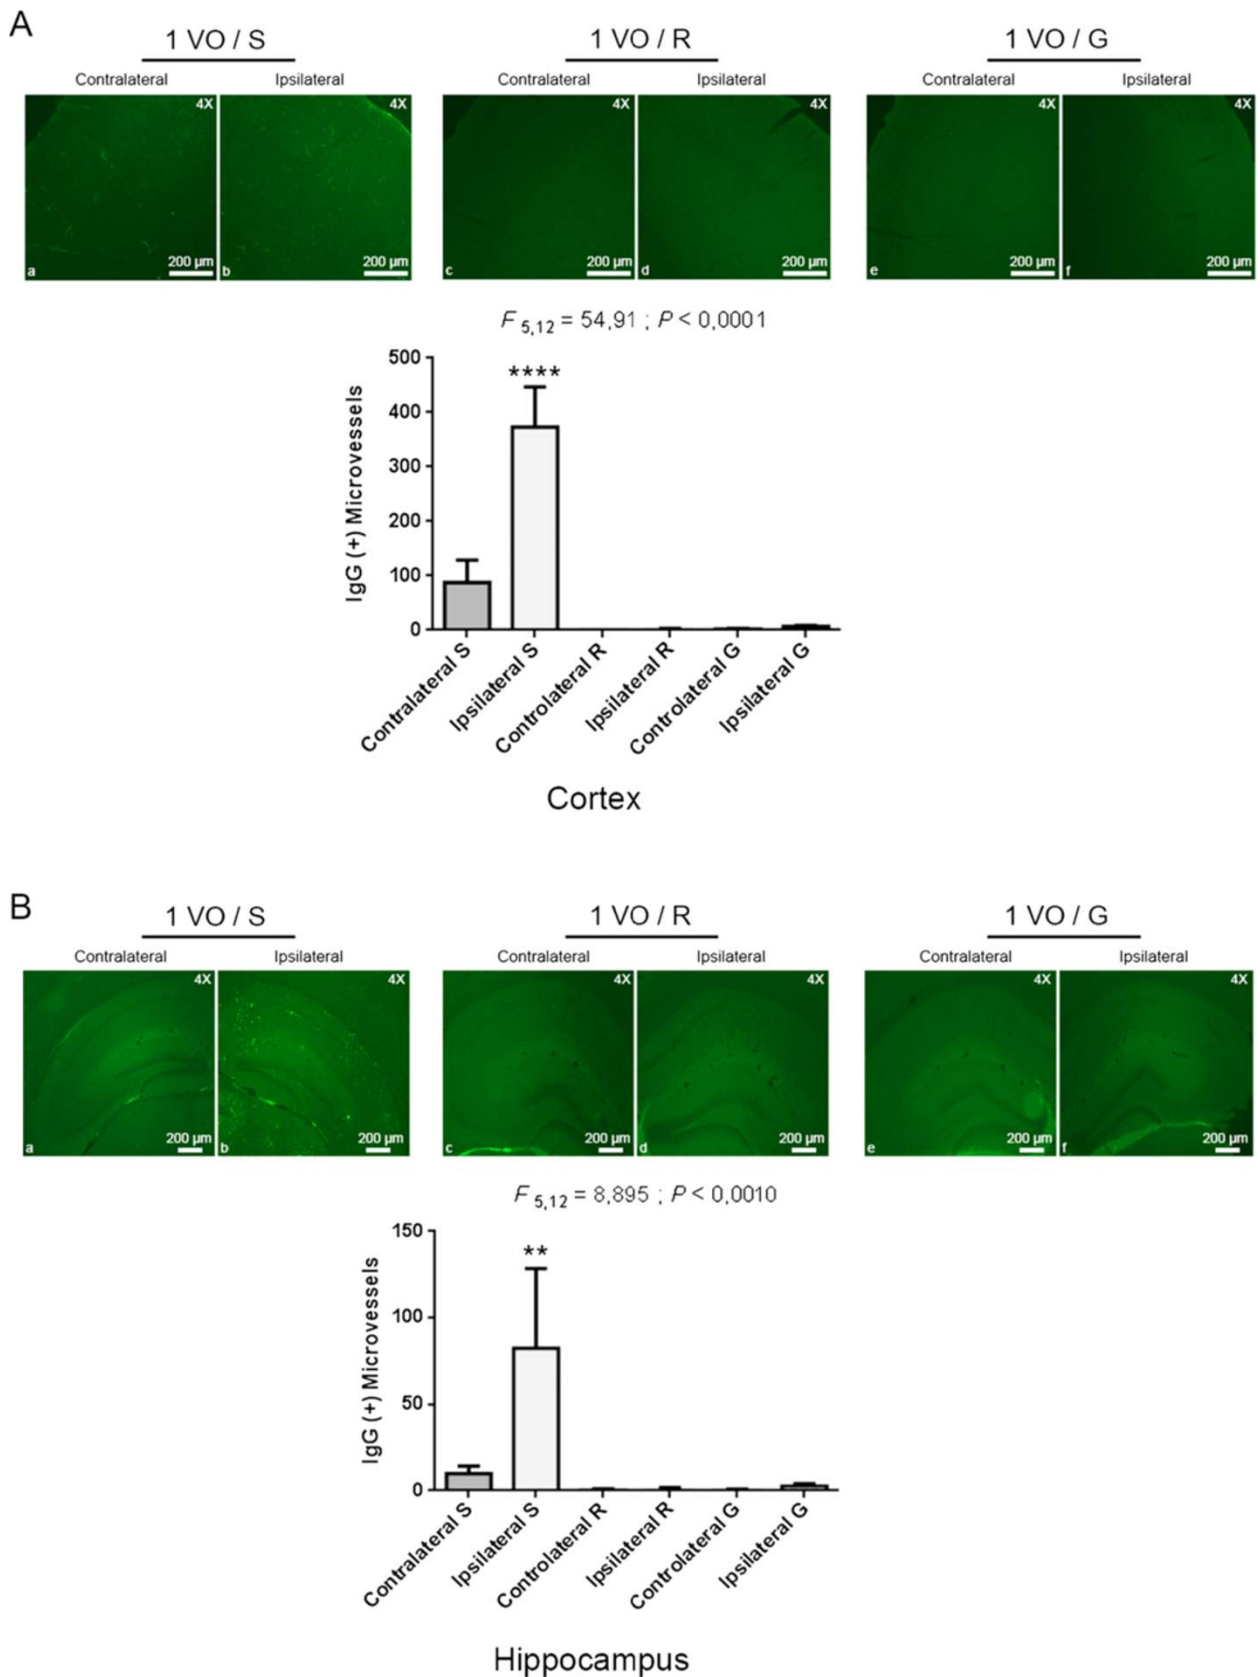 A
1 VO / S 1 VO / R 1 VO / G
Contralateral Ipsilateral Contralateral Ipsilateral Contralateral Ipsilateral
4X 4X 4X 4X 4X 4X
200 µm 200 µm 200 µm 200 µm 200 µm 200 µm
a b c d e f
F 5,12 = 54,91 ; P < 0,0001
IgG (+) Microvessels
500
400
300
200
100
0
****
Contralateral S
Ipsilateral S
Controlateral R
Ipsilateral R
Controlateral G
Ipsilateral G
Cortex
B
1 VO / S 1 VO / R 1 VO / G
Contralateral Ipsilateral Contralateral Ipsilateral Contralateral Ipsilateral
4X 4X 4X 4X 4X 4X
200 µm 200 µm 200 µm 200 µm 200 µm 200 µm
a b c d e f
F 5,12 = 8,895 ; P < 0,0010
IgG (+) Microvessels
150
100
50
0
**
Contralateral S
Ipsilateral S
Controlateral R
Ipsilateral R
Controlateral G
Ipsilateral G
Hippocampus